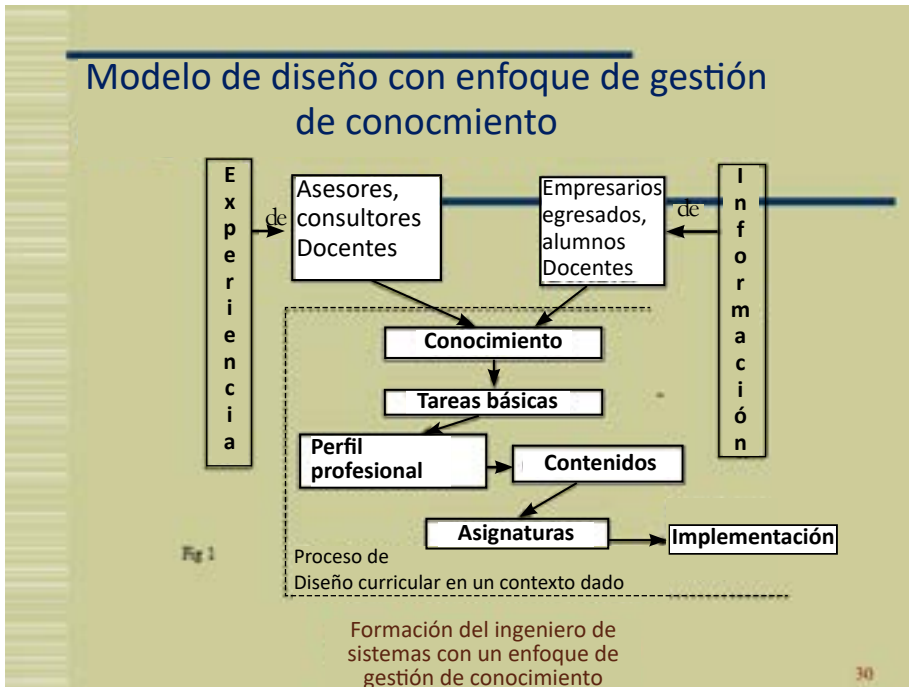 Modelo de diseño con enfoque de gestión
de conocmiento
Experiencia
de
Asesores,
consultores
Docentes
Empresarios
egresados,
alumnos
Docentes
de
Información
Conocimiento
Tareas básicas
Perfil
profesional
Contenidos
Asignaturas
Implementación
Fig 1
Proceso de
Diseño curricular en un contexto dado
Formación del ingeniero de
sistemas con un enfoque de
gestión de conocimiento
30